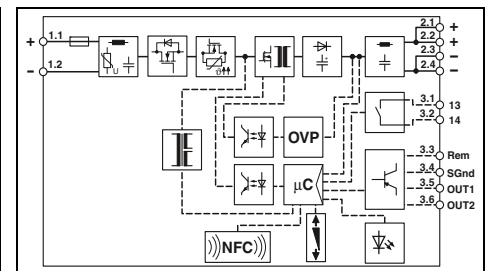 + 1.1
- 1.2
U
ϑ
2.1 +
2.2 +
2.3 -
2.4 -
3.1 13
3.2 14
OVP
μC
3.3 Rem
3.4 SGnd
3.5 OUT1
3.6 OUT2
NFC